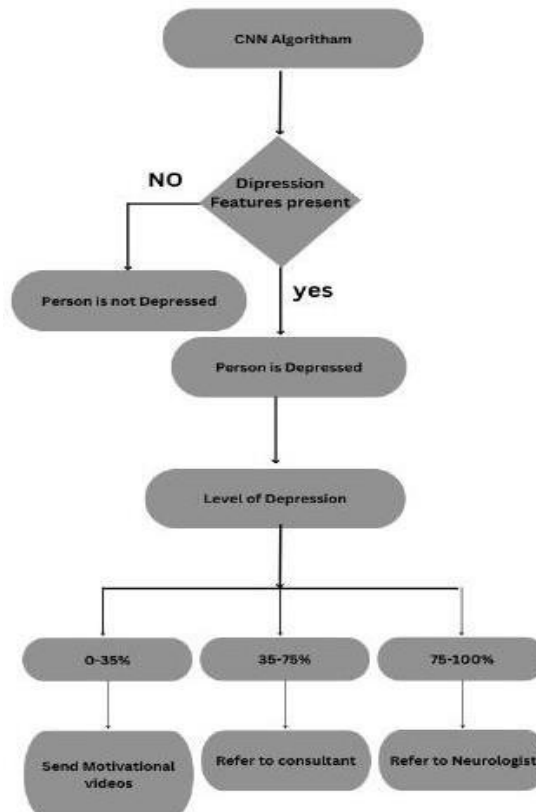 CNN Algoritham
Dipression
Features present
NO
Person is not Depressed
yes
Person is Depressed
Level of Depression
0-35%
35-75%
75-100%
Send Motivational
videos
Refer to consultant
Refer to Neurologist